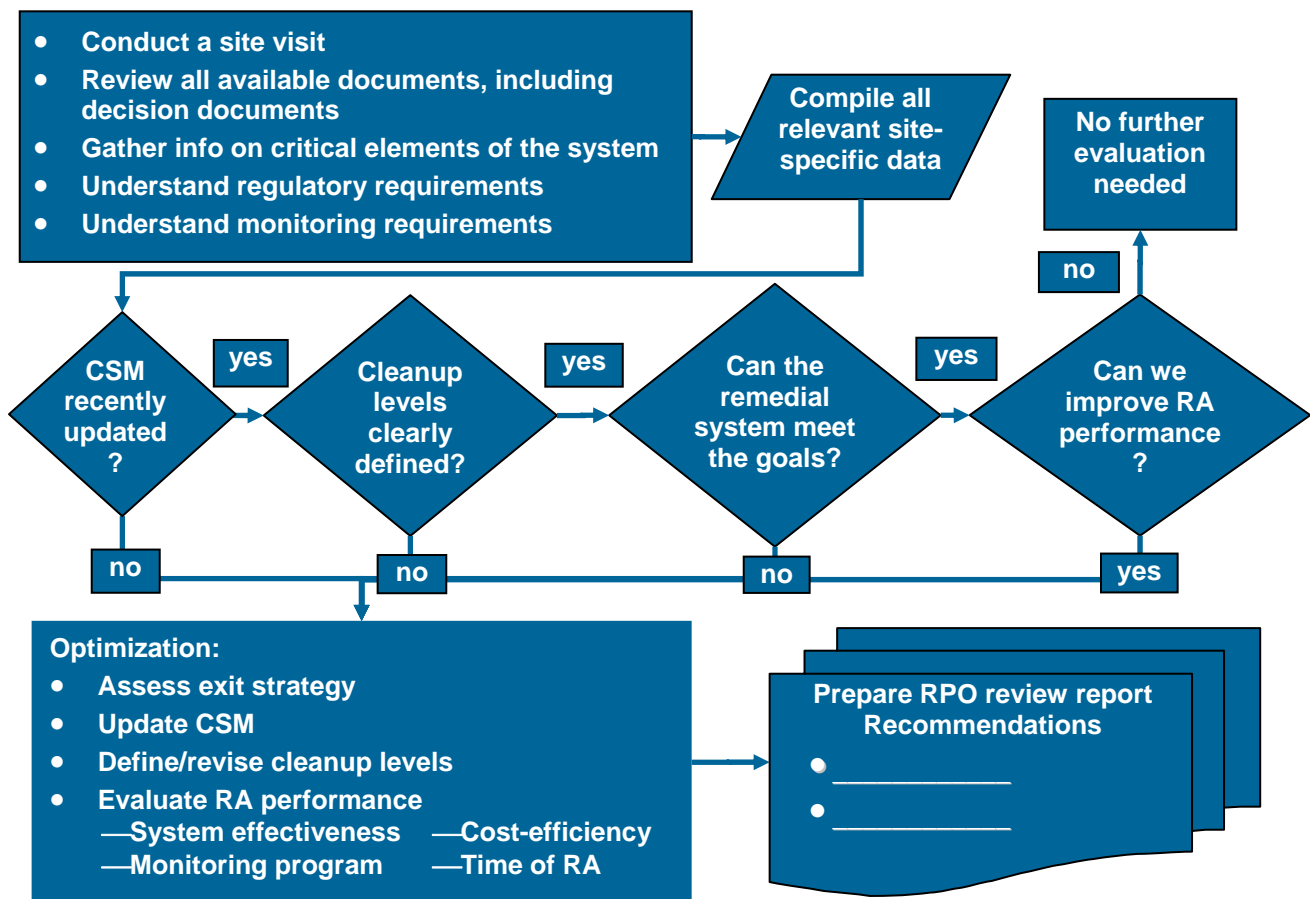 • Conduct a site visit
• Review all available documents, including
decision documents
• Gather info on critical elements of the system
• Understand regulatory requirements
• Understand monitoring requirements
Compile all
relevant site-
specific data
No further
evaluation
needed
no
CSM
recently
updated
?
yes
Cleanup
levels
clearly
defined?
yes
Can the
remedial
system meet
the goals?
yes
Can we
improve RA
performance
?
no
no
no
yes
Optimization:
• Assess exit strategy
• Update CSM
• Define/revise cleanup levels
• Evaluate RA performance
—System effectiveness —Cost-efficiency
—Monitoring program —Time of RA
Prepare RPO review report
Recommendations
• _______________
• _______________